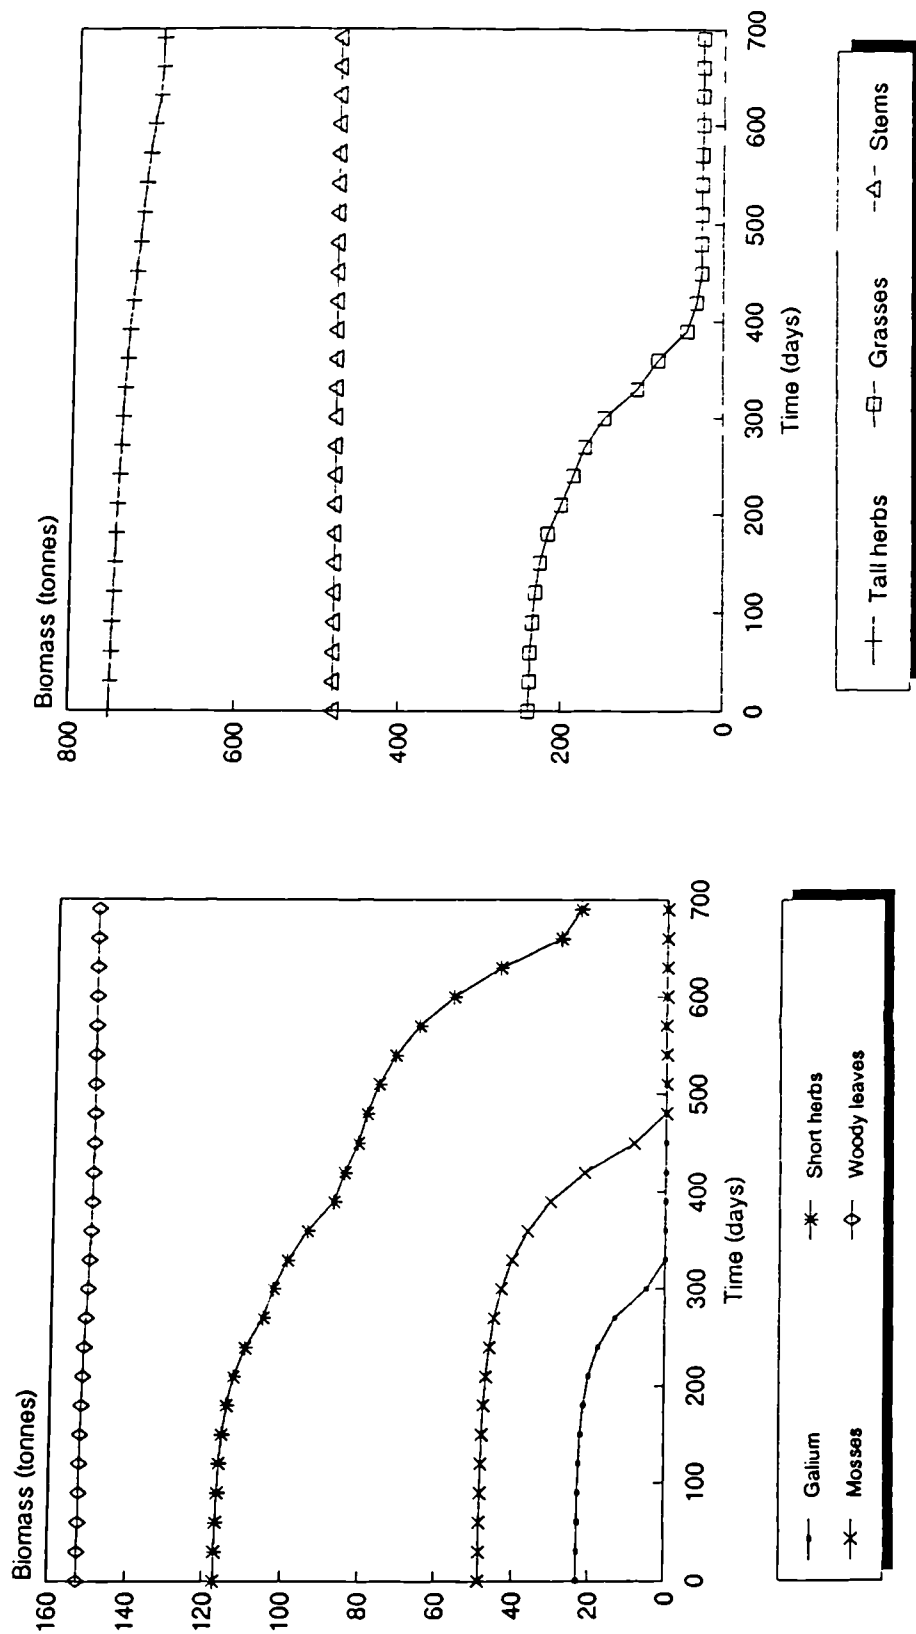 Biomass (tonnes)
160
140
120
100
80
60
40
20
0
0 100 200 300 400 500 600 700
Time (days)
Galium Short herbs
Mosses Woody leaves
Biomass (tonnes)
800
600
400
200
0
0 100 200 300 400 500 600 700
Time (days)
Tall herbs Grasses Stems